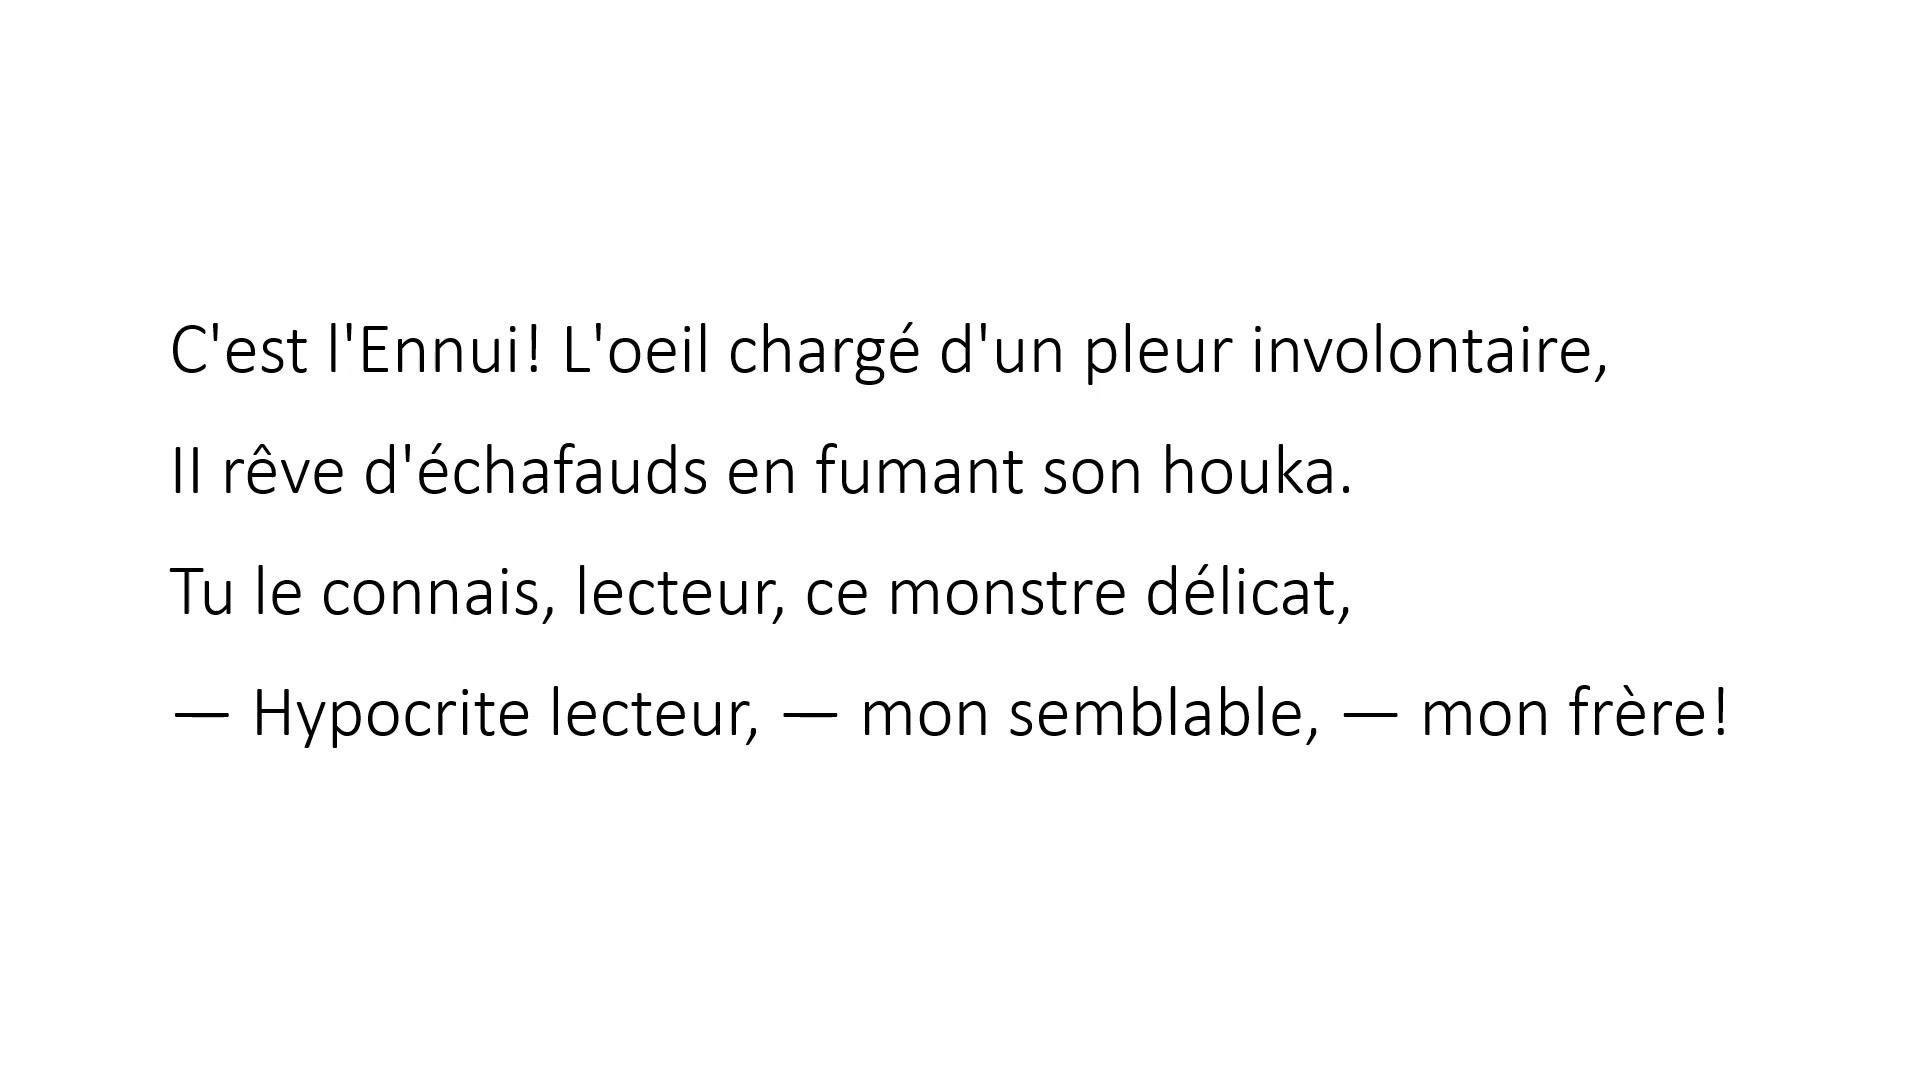 C'est l'Ennui! L'oeil chargé d'un pleur involontaire,
II rêve d'échafauds en fumant son houka.
Tu le connais, lecteur, ce monstre délicat,
— Hypocrite lecteur, — mon semblable, — mon frère!